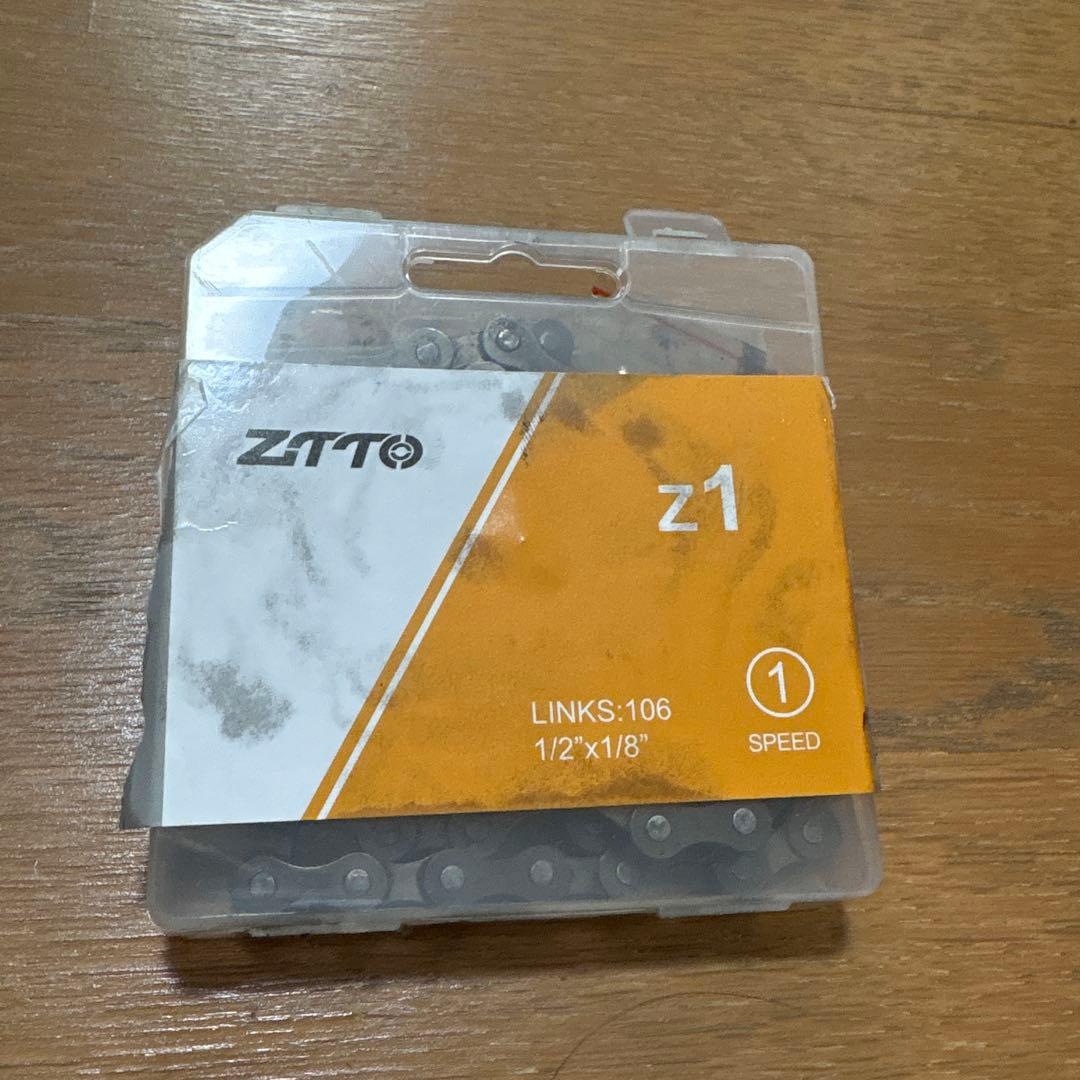 ZTTO
z1
LINKS:106
1/2”x1/8”
1
SPEED